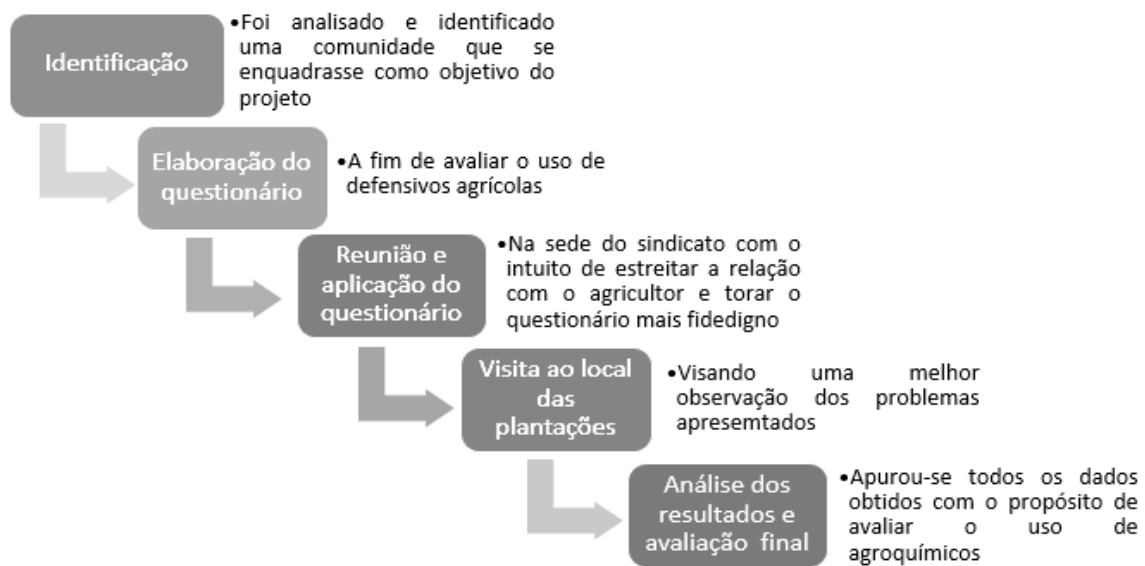 Identificação
•Foi analisado e identificado
uma comunidade que se
enquadrasse como objetivo do
projeto
Elaboração do
questionário
•A fim de avaliar o uso de
defensivos agrícolas
Reunião e
aplicação do
questionário
•Na sede do sindicato com o
intuito de estreitar a relação
com o agricultor e torar o
questionário mais fidedigno
Visita ao local
das
plantações
•Visando uma melhor
observação dos problemas
apresemtados
Análise dos
resultados e
avaliação final
•Apurou-se todos os dados
obtidos com o propósito de
avaliar o uso de
agroquímicos